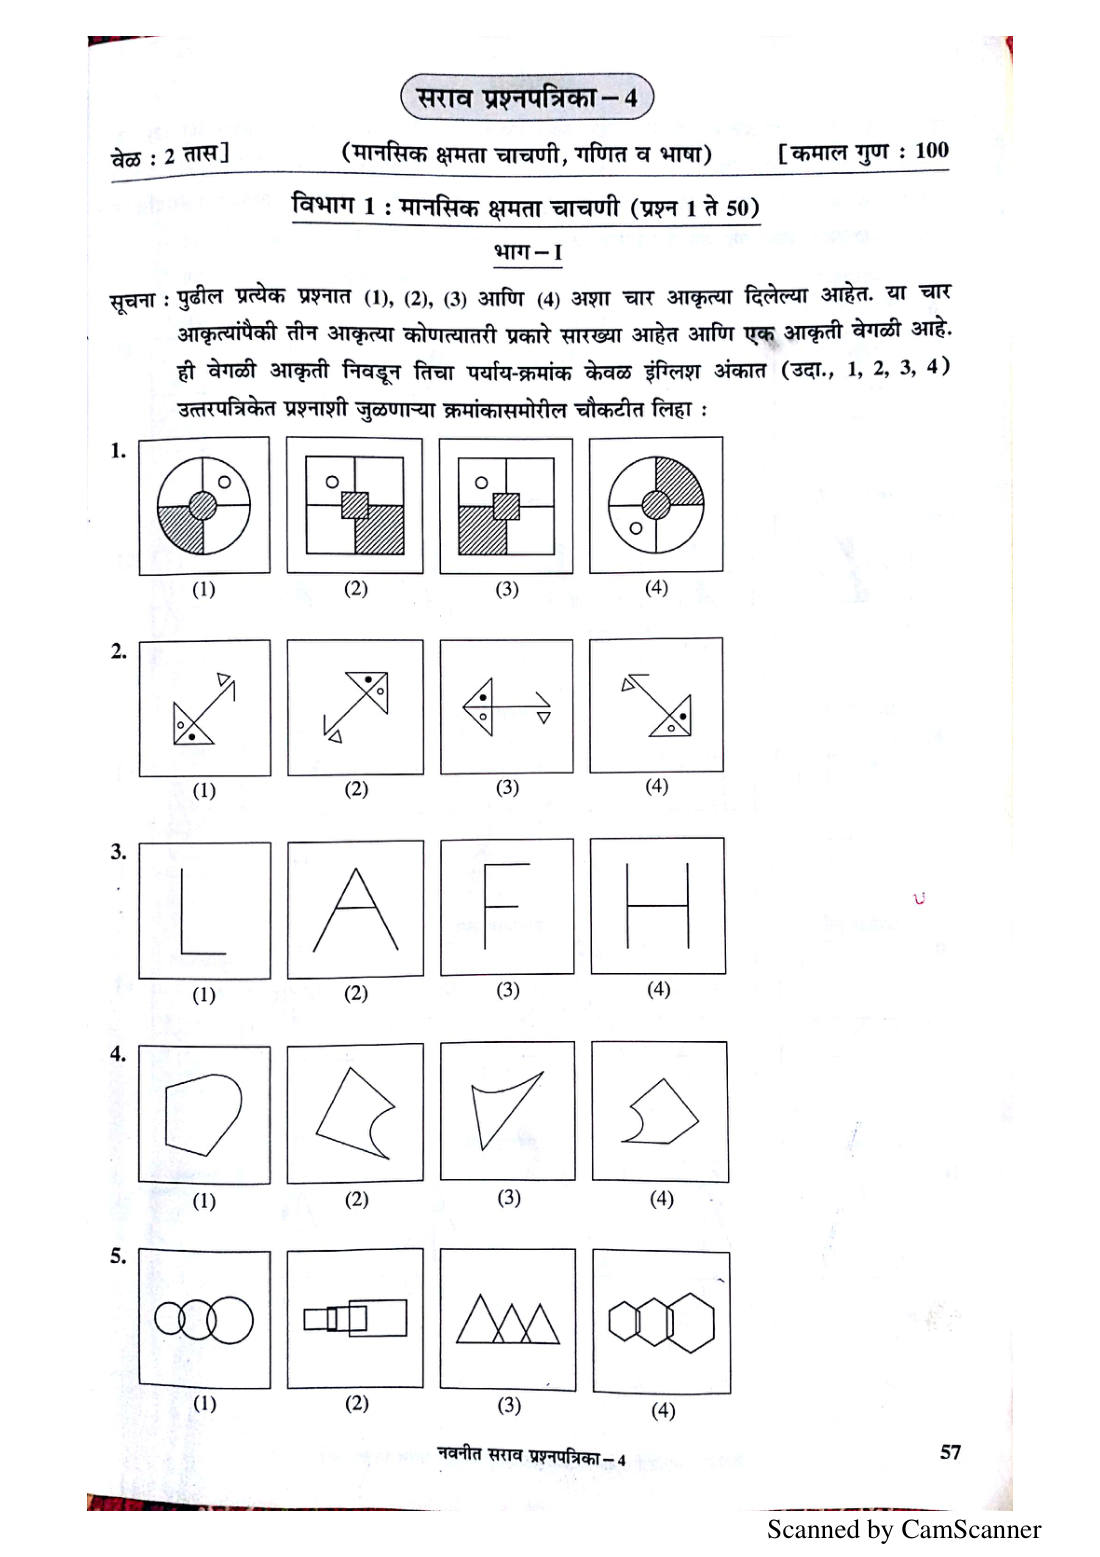 सराव प्रश्नपत्रिका – 4
वेळ : 2 तास] (मानसिक क्षमता चाचणी, गणित व भाषा) [कमाल गुण : 100
विभाग 1 : मानसिक क्षमता चाचणी (प्रश्न 1 ते 50)
भाग – I
सूचना : पुढील प्रत्येक प्रश्नात (1), (2), (3) आणि (4) अशा चार आकृत्या दिलेल्या आहेत. या चार
आकृत्यांपैकी तीन आकृत्या कोणत्यातरी प्रकारे सारख्या आहेत आणि एक आकृती वेगळी आहे.
ही वेगळी आकृती निवडून तिचा पर्याय-क्रमांक केवळ इंग्लिश अंकात (उदा., 1, 2, 3, 4)
उत्तरपत्रिकेत प्रश्नाशी जुळणाऱ्या क्रमांकासमोरील चौकटीत लिहा :
1.
(1) (2) (3) (4)
2.
(1) (2) (3) (4)
3. L A F H
(1) (2) (3) (4)
4.
(1) (2) (3) (4)
5.
(1) (2) (3) (4)
नवनीत सराव प्रश्नपत्रिका – 4 57
Scanned by CamScanner